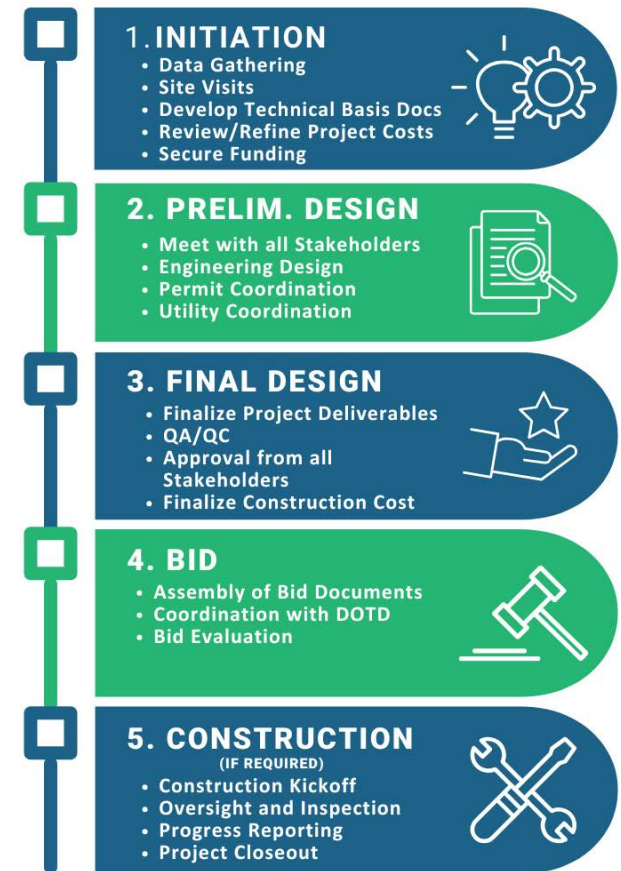 1. INITIATION
• Data Gathering
• Site Visits
• Develop Technical Basis Docs
• Review/Refine Project Costs
• Secure Funding
2. PRELIM. DESIGN
• Meet with all Stakeholders
• Engineering Design
• Permit Coordination
• Utility Coordination
3. FINAL DESIGN
• Finalize Project Deliverables
• QA/QC
• Approval from all
Stakeholders
• Finalize Construction Cost
4. BID
• Assembly of Bid Documents
• Coordination with DOTD
• Bid Evaluation
5. CONSTRUCTION
(IF REQUIRED)
• Construction Kickoff
• Oversight and Inspection
• Progress Reporting
• Project Closeout